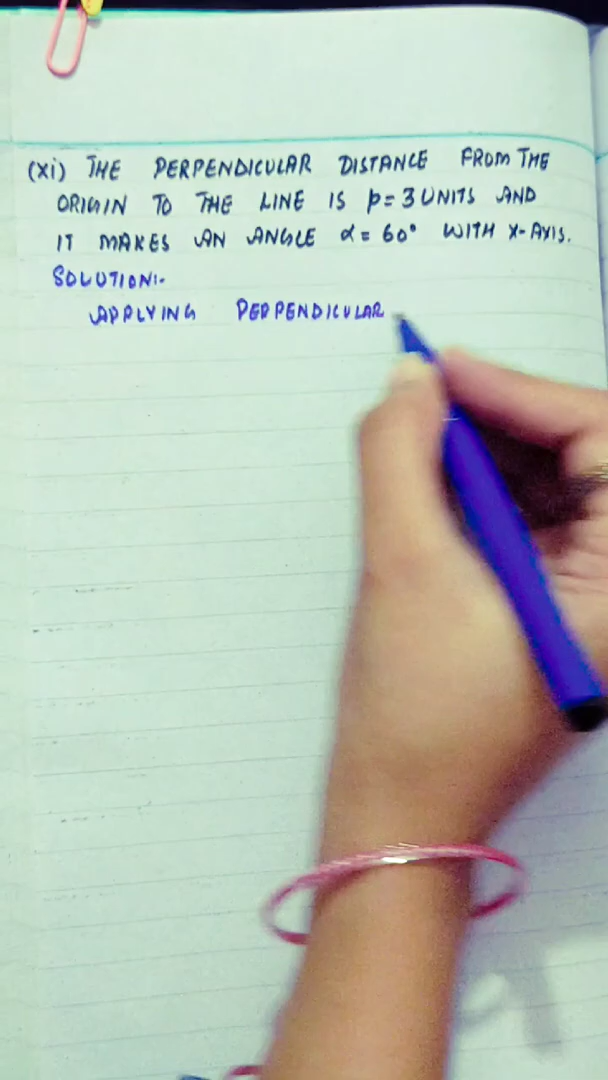 (xi) THE PERPENDICULAR DISTANCE FROM THE
ORIGIN TO THE LINE IS p=3 UNITS AND
IT MAKES AN ANGLE α=60° WITH X-AXIS.
SOLUTION:-
APPLYING PERPENDICULAR